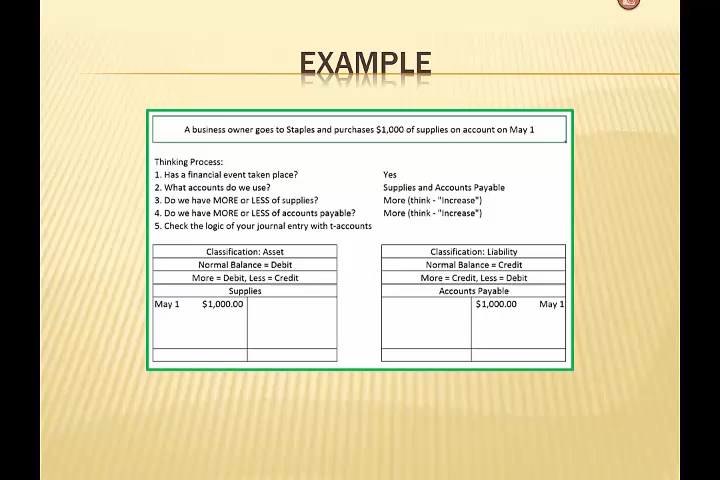 EXAMPLE
A business owner goes to Staples and purchases $1,000 of supplies on account on May 1
Thinking Process:
1. Has a financial event taken place? Yes
2. What accounts do we use? Supplies and Accounts Payable
3. Do we have MORE or LESS of supplies? More (think - "Increase")
4. Do we have MORE or LESS of accounts payable? More (think - "Increase")
5. Check the logic of your journal entry with t-accounts
Classification: Asset
Normal Balance = Debit
More = Debit, Less = Credit
Supplies
May 1 $1,000.00
Classification: Liability
Normal Balance = Credit
More = Credit, Less = Debit
Accounts Payable
$1,000.00 May 1